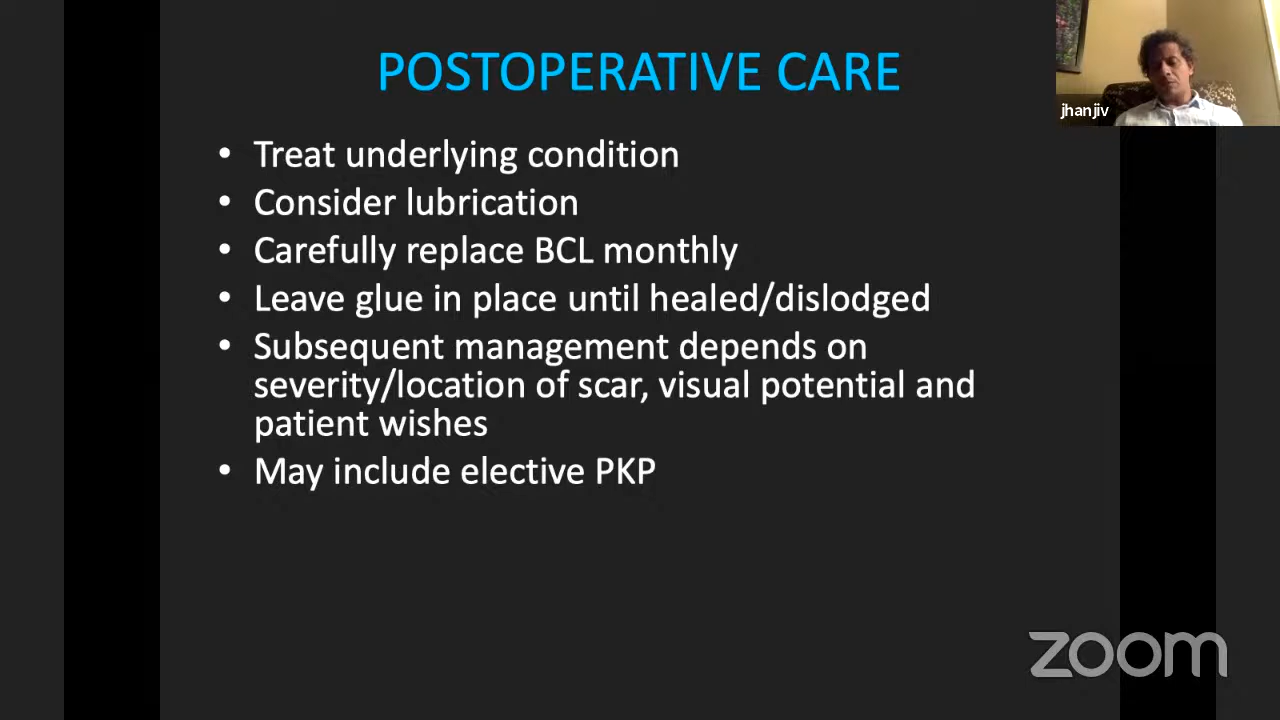 POSTOPERATIVE CARE
jhanjiv
• Treat underlying condition
• Consider lubrication
• Carefully replace BCL monthly
• Leave glue in place until healed/dislodged
• Subsequent management depends on
severity/location of scar, visual potential and
patient wishes
• May include elective PKP
zoom